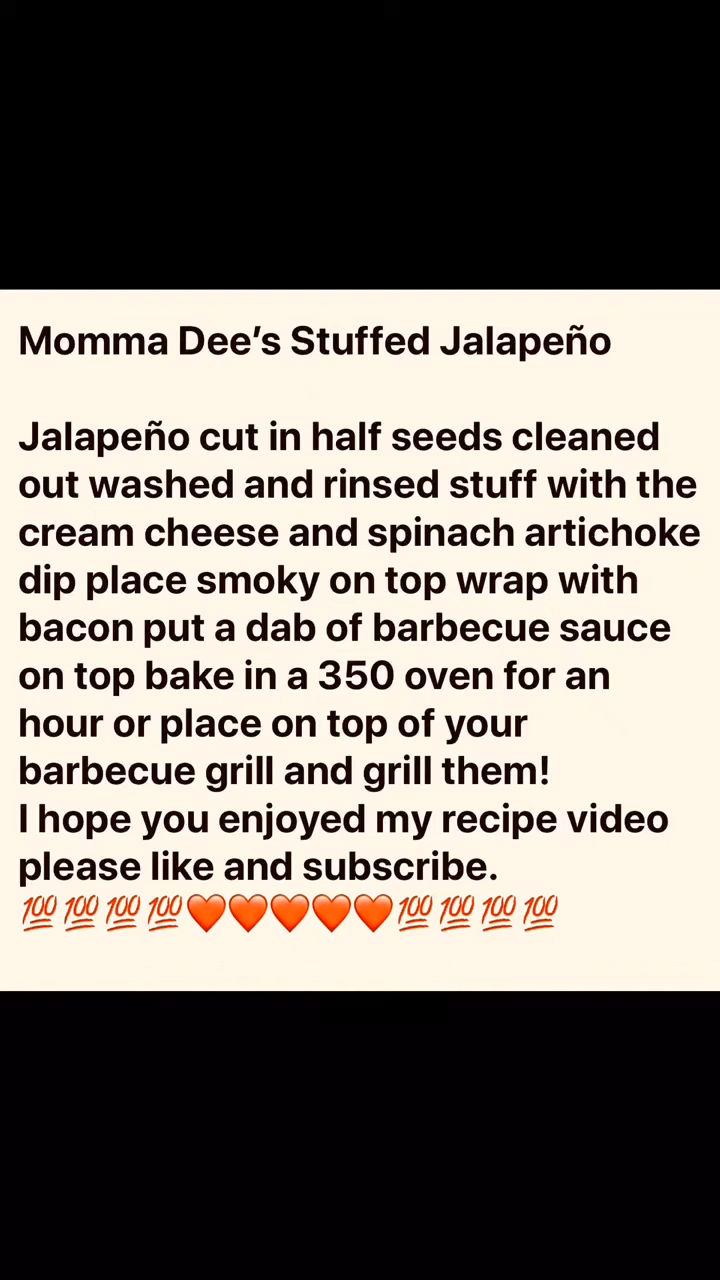 Momma Dee’s Stuffed Jalapeño
Jalapeño cut in half seeds cleaned
out washed and rinsed stuff with the
cream cheese and spinach artichoke
dip place smoky on top wrap with
bacon put a dab of barbecue sauce
on top bake in a 350 oven for an
hour or place on top of your
barbecue grill and grill them!
I hope you enjoyed my recipe video
please like and subscribe.
💯💯💯💯🧡🧡🧡🧡🧡💯💯💯💯